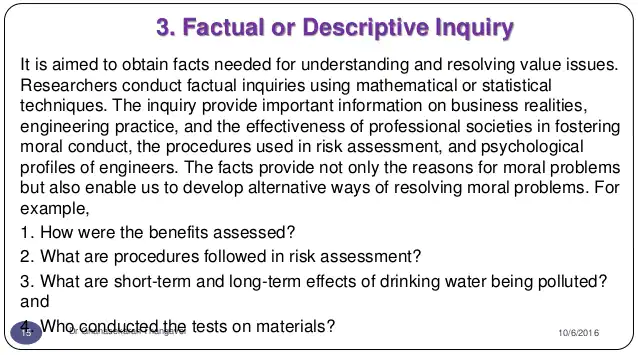 3. Factual or Descriptive Inquiry
It is aimed to obtain facts needed for understanding and resolving value issues.
Researchers conduct factual inquiries using mathematical or statistical
techniques. The inquiry provide important information on business realities,
engineering practice, and the effectiveness of professional societies in fostering
moral conduct, the procedures used in risk assessment, and psychological
profiles of engineers. The facts provide not only the reasons for moral problems
but also enable us to develop alternative ways of resolving moral problems. For
example,
1. How were the benefits assessed?
2. What are procedures followed in risk assessment?
3. What are short-term and long-term effects of drinking water being polluted?
and
4. Who conducted the tests on materials?
15
10/6/2016